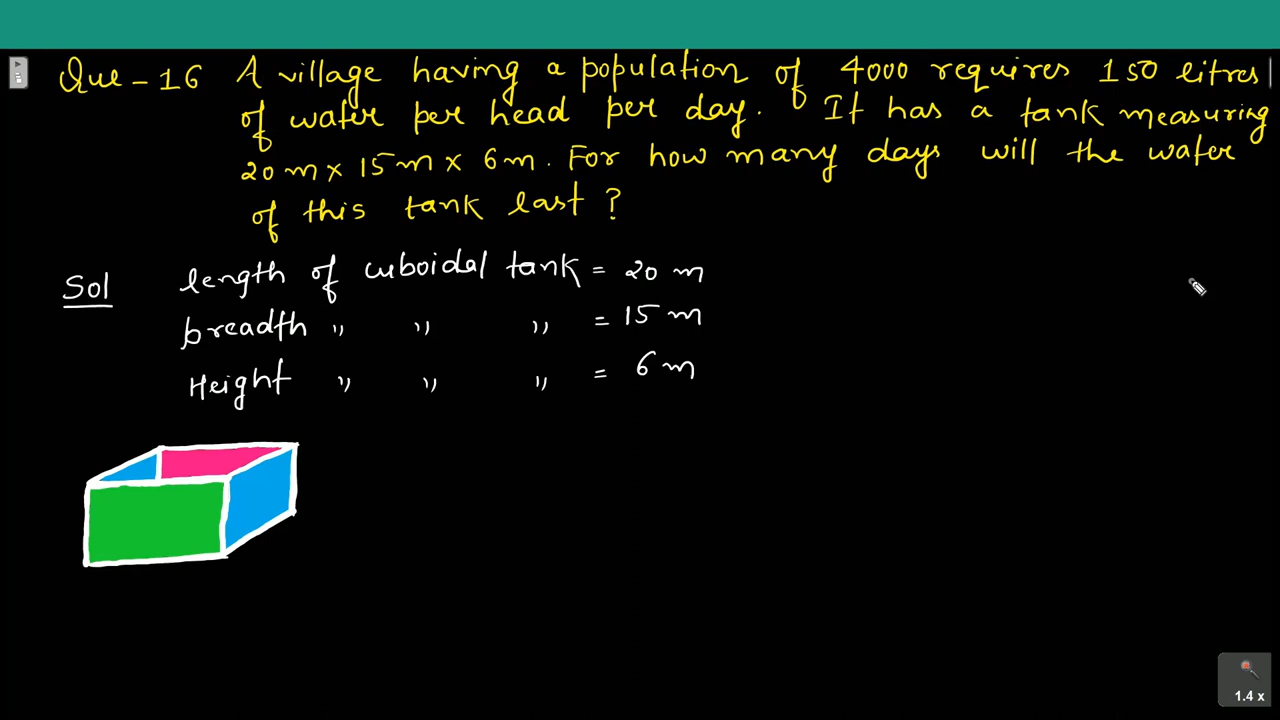 Que - 16 A village having a population of 4000 requires 150 litres
of water per head per day. It has a tank measuring
20 m x 15 m x 6 m. For how many days will the water
of this tank last ?
Sol length of cuboidal tank = 20 m
breadth " " " = 15 m
Height " " " = 6 m
1.4 x